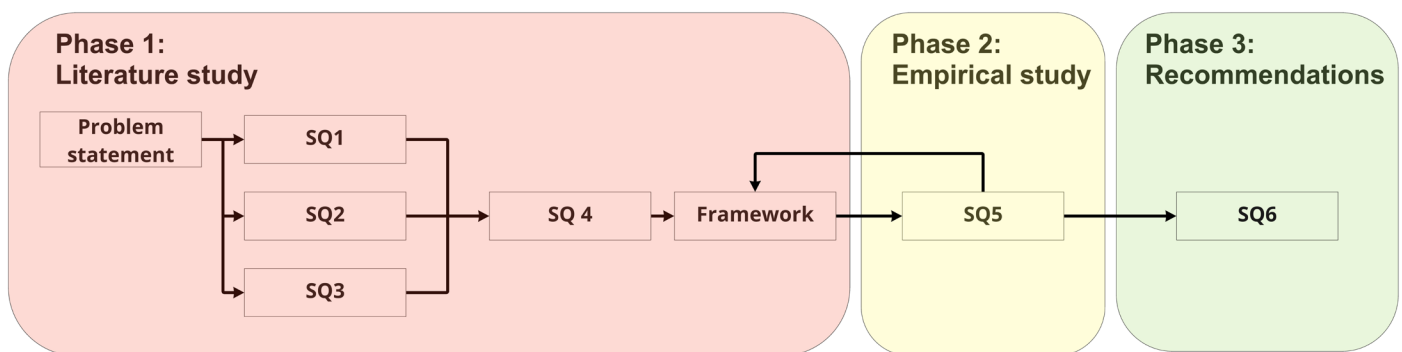 Phase 1:
Literature study
Problem
statement
SQ1
SQ2
SQ3
SQ 4
Framework
Phase 2:
Empirical study
SQ5
Phase 3:
Recommendations
SQ6